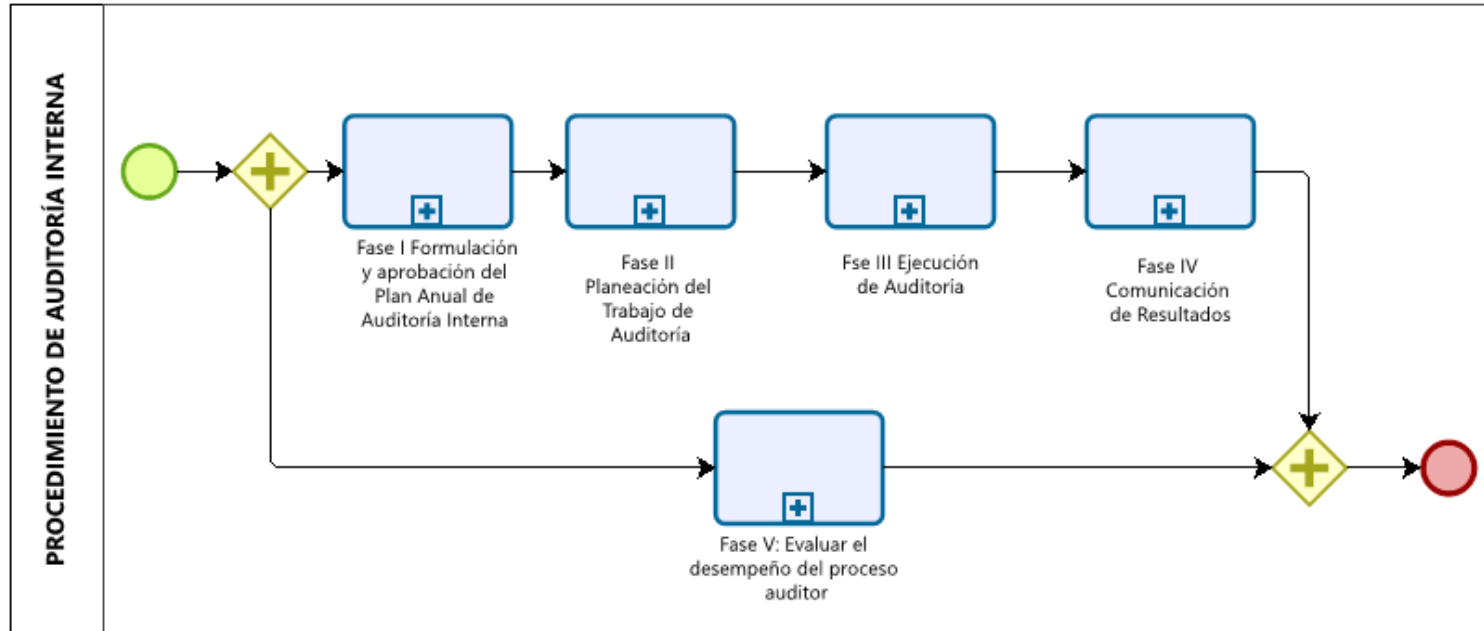 PROCEDIMIENTO DE AUDITORÍA INTERNA
Fase I Formulación
y aprobación del
Plan Anual de
Auditoría Interna
Fase II
Planeación del
Trabajo de
Auditoría
Fse III Ejecución
de Auditoría
Fase IV
Comunicación
de Resultados
Fase V: Evaluar el
desempeño del proceso
auditor